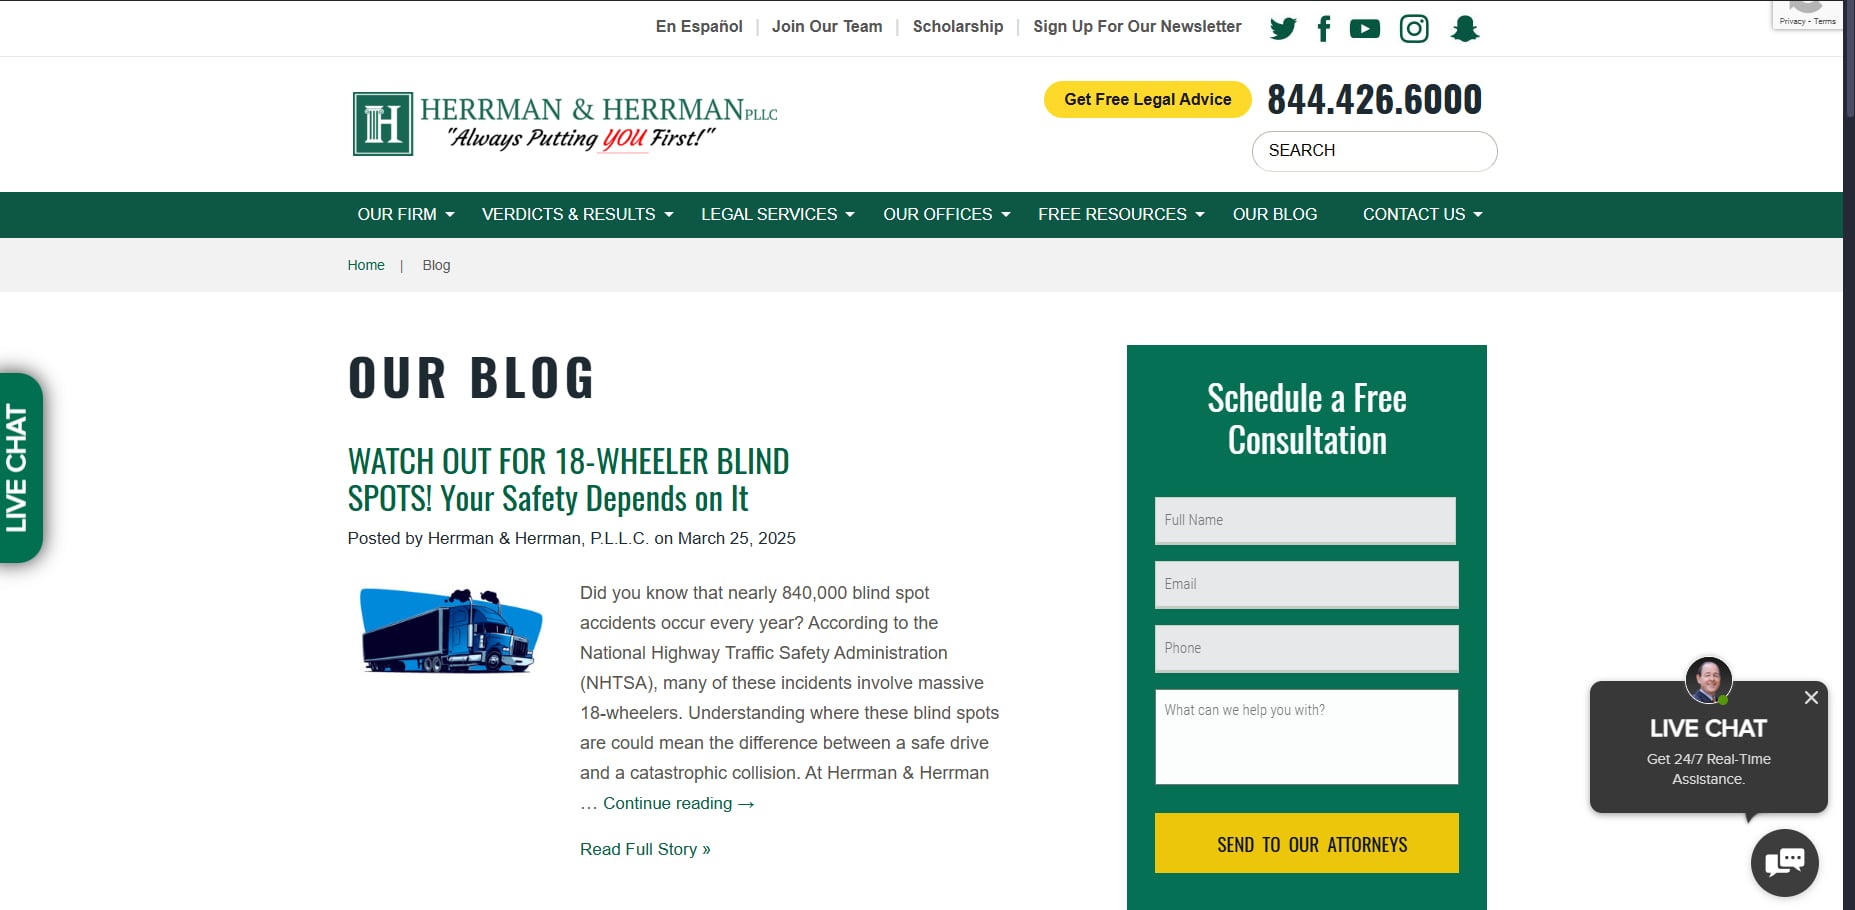 En Español | Join Our Team | Scholarship | Sign Up For Our Newsletter
Privacy - Terms
H HERRMAN & HERRMAN PLLC
"Always Putting YOU First!"
Get Free Legal Advice 844.426.6000
SEARCH
OUR FIRM VERDICTS & RESULTS LEGAL SERVICES OUR OFFICES FREE RESOURCES OUR BLOG CONTACT US
Home | Blog
LIVE CHAT
OUR BLOG
WATCH OUT FOR 18-WHEELER BLIND
SPOTS! Your Safety Depends on It
Posted by Herrman & Herrman, P.L.L.C. on March 25, 2025
Did you know that nearly 840,000 blind spot
accidents occur every year? According to the
National Highway Traffic Safety Administration
(NHTSA), many of these incidents involve massive
18-wheelers. Understanding where these blind spots
are could mean the difference between a safe drive
and a catastrophic collision. At Herrman & Herrman
… Continue reading →
Read Full Story »
Schedule a Free
Consultation
Full Name
Email
Phone
What can we help you with?
SEND TO OUR ATTORNEYS
LIVE CHAT
Get 24/7 Real-Time
Assistance.